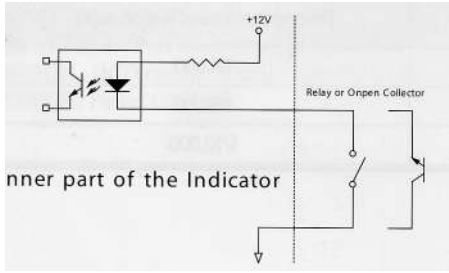 +12V
Relay or Onpen Collector
nner part of the Indicator